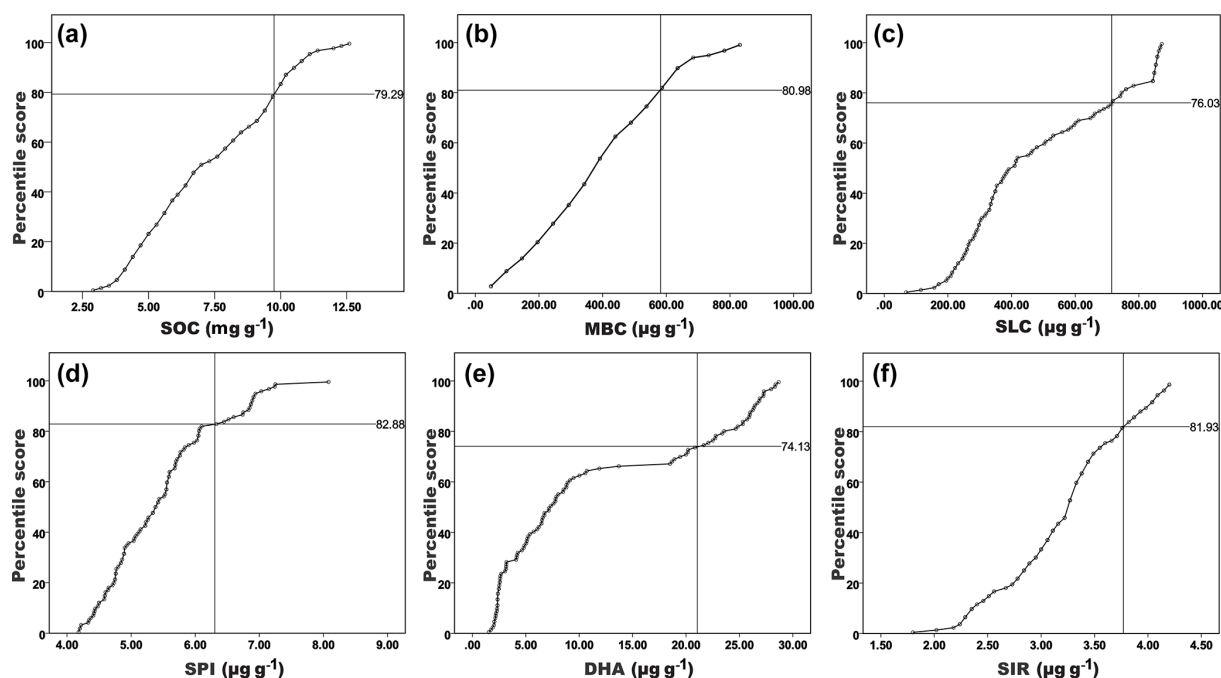 (a)
100
80
60
40
20
0
Percentile score
79.29
2.50 5.00 7.50 10.00 12.50
SOC (mg g-1)
(b)
100
80
60
40
20
0
Percentile score
80.98
.00 200.00 400.00 600.00 800.00 1000.00
MBC (µg g-1)
(c)
100
80
60
40
20
0
Percentile score
76.03
.00 200.00 400.00 600.00 800.00 1000.00
SLC (µg g-1)
(d)
100
80
60
40
20
0
Percentile score
82.88
4.00 5.00 6.00 7.00 8.00 9.00
SPI (µg g-1)
(e)
100
80
60
40
20
0
Percentile score
74.13
.00 5.00 10.00 15.00 20.00 25.00 30.00
DHA (µg g-1)
(f)
100
80
60
40
20
0
Percentile score
81.93
1.50 2.00 2.50 3.00 3.50 4.00 4.50
SIR (µg g-1)